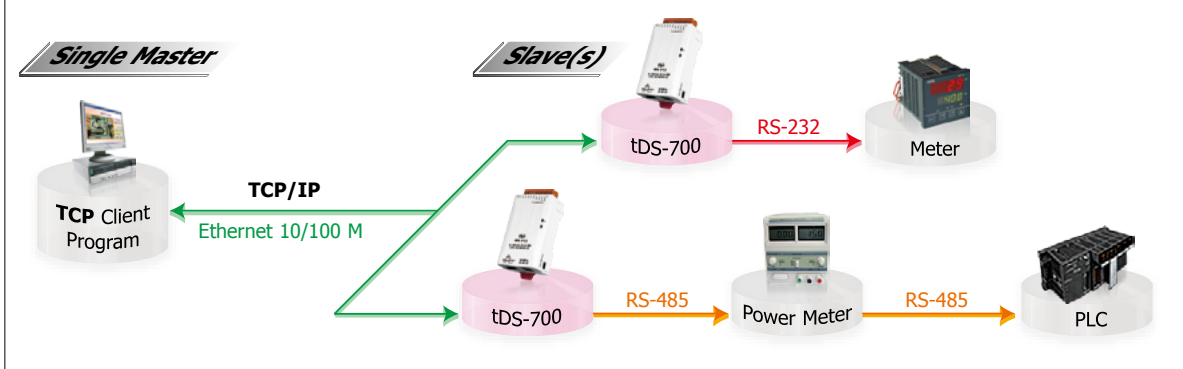 Single Master
Slave(s)
TCP Client
Program
TCP/IP
Ethernet 10/100 M
tDS-700
RS-232
Meter
tDS-700
RS-485
Power Meter
RS-485
PLC